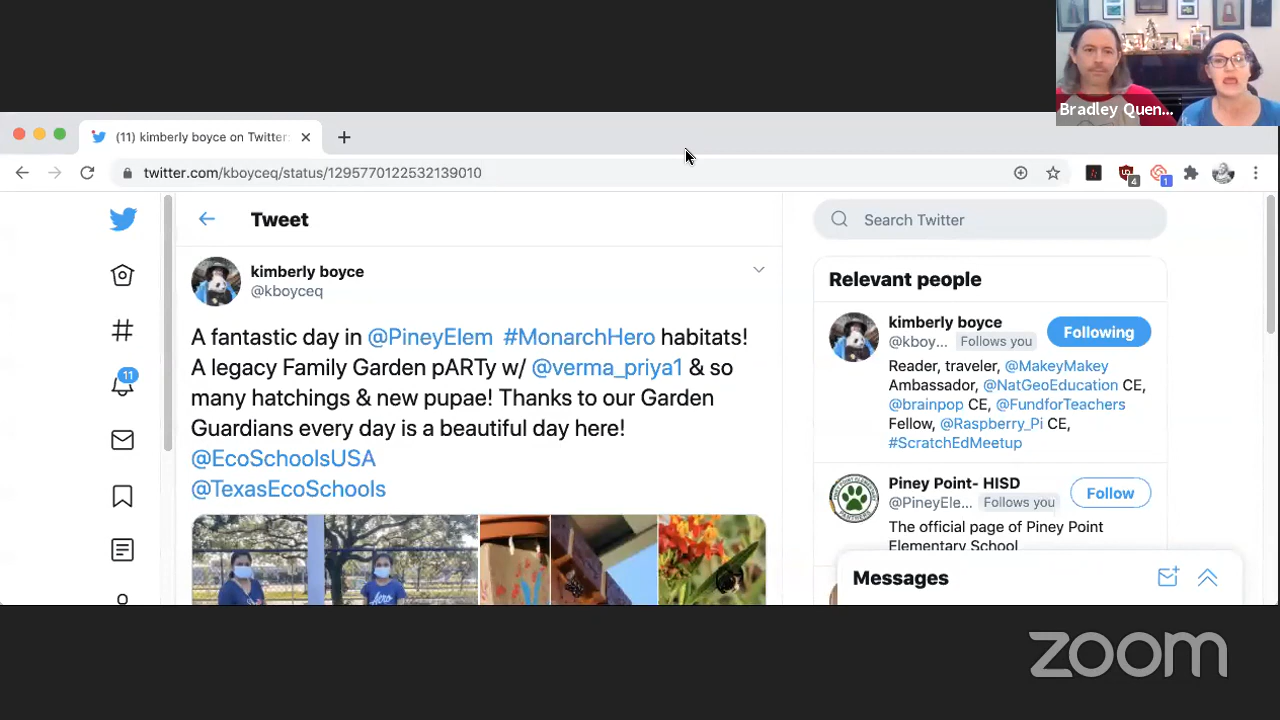 Bradley Quen...
(11) kimberly boyce on Twitter:
twitter.com/kboyceq/status/1295770122532139010
4
1
Tweet
Search Twitter
kimberly boyce
@kboyceq
A fantastic day in @PineyElem #MonarchHero habitats!
A legacy Family Garden pARTy w/ @verma_priya1 & so
many hatchings & new pupae! Thanks to our Garden
Guardians every day is a beautiful day here!
@EcoSchoolsUSA
@TexasEcoSchools
11
Relevant people
kimberly boyce
@kboy... Follows you
Following
Reader, traveler, @MakeyMakey
Ambassador, @NatGeoEducation CE,
@brainpop CE, @FundforTeachers
Fellow, @Raspberry_Pi CE,
#ScratchEdMeetup
Piney Point- HISD
@PineyEle... Follows you
Follow
The official page of Piney Point
Elementary School
Messages
Aero
zoom